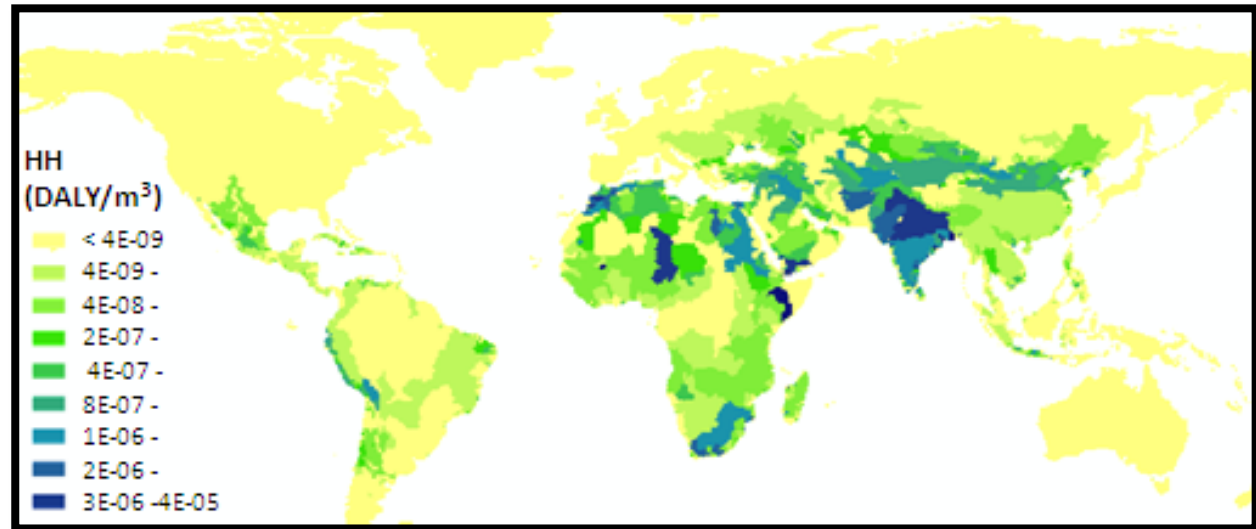 HH
(DALY/m³)
< 4E-09
4E-09 -
4E-08 -
2E-07 -
4E-07 -
8E-07 -
1E-06 -
2E-06 -
3E-06 -4E-05